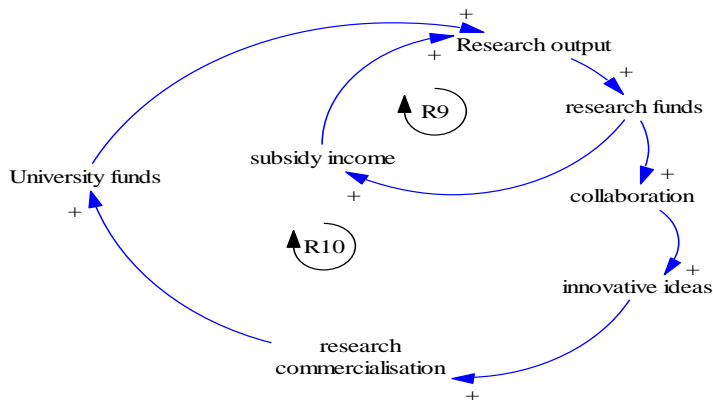 +
Research output
+
+
research funds
R9
subsidy income
+
University funds
+
+
collaboration
R10
+
innovative ideas
research
commercialisation
+